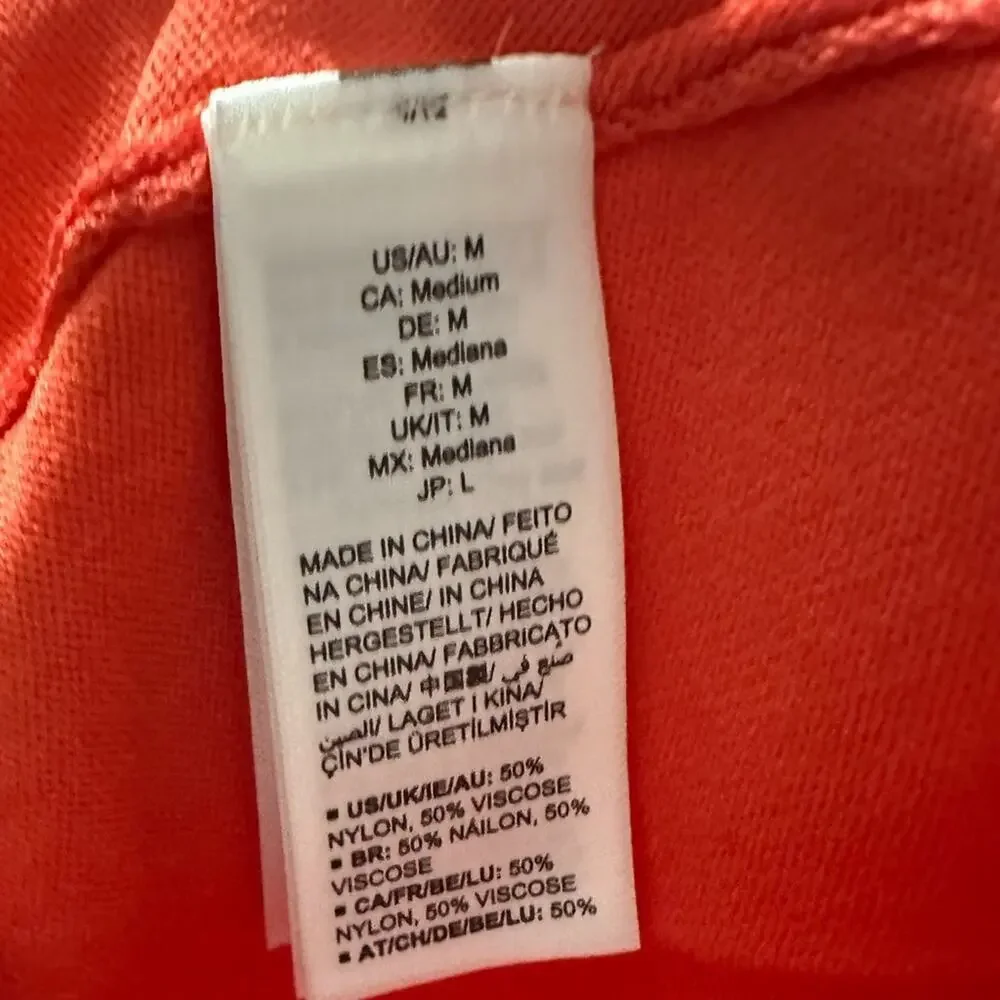 US/AU: M
CA: Medium
DE: M
ES: Mediana
FR: M
UK/IT: M
MX: Mediana
JP: L
MADE IN CHINA/ FEITO
NA CHINA/ FABRIQUÉ
EN CHINE/ IN CHINA
HERGESTELLT/ HECHO
EN CHINA/ FABBRICATO
IN CINA/ 中国製/ صنع في
الصين/ LAGET I KINA/
ÇİN'DE ÜRETİLMİŞTİR
▪ US/UK/IE/AU: 50%
NYLON, 50% VISCOSE
▪ BR: 50% NÁILON, 50%
VISCOSE
▪ CA/FR/BE/LU: 50%
NYLON, 50% VISCOSE
▪ AT/CH/DE/BE/LU: 50%